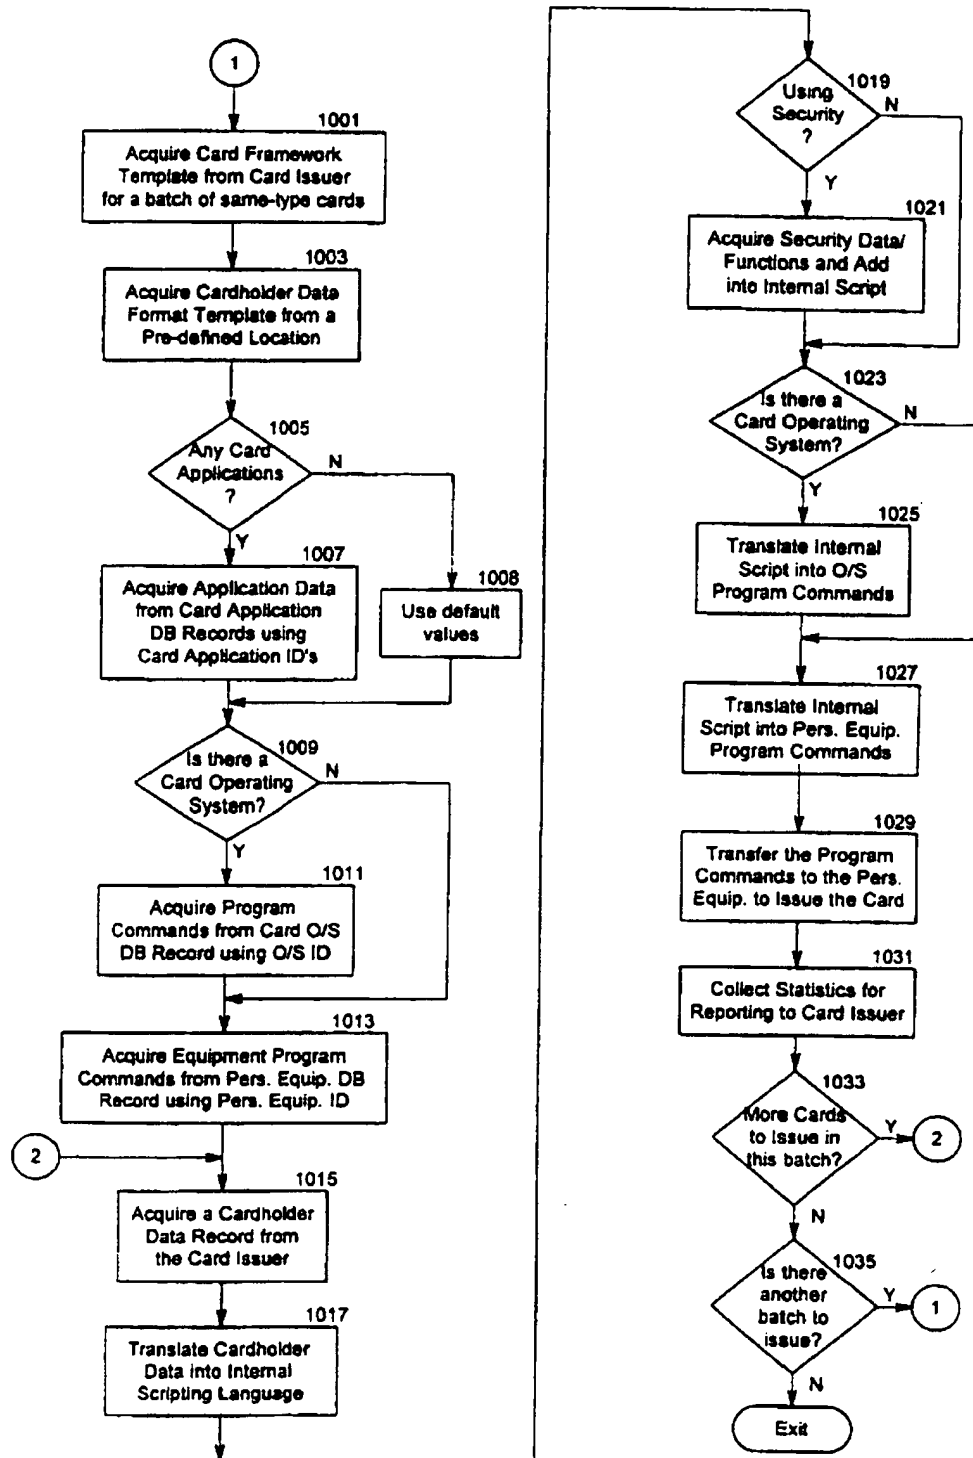 1
1001
Acquire Card Framework
Template from Card Issuer
for a batch of same-type cards
1003
Acquire Cardholder Data
Format Template from a
Pre-defined Location
1005
Any Card
Applications
?
N
Y
1007
Acquire Application Data
from Card Application
DB Records using
Card Application ID's
1008
Use default
values
1009
Is there a
Card Operating
System?
N
Y
1011
Acquire Program
Commands from Card O/S
DB Record using O/S ID
1013
Acquire Equipment Program
Commands from Pers. Equip. DB
Record using Pers. Equip. ID
2
1015
Acquire a Cardholder
Data Record from
the Card Issuer
1017
Translate Cardholder
Data into Internal
Scripting Language
1019
Using
Security
?
N
Y
1021
Acquire Security Data/
Functions and Add
into Internal Script
1023
Is there a
Card Operating
System?
N
Y
1025
Translate Internal
Script into O/S
Program Commands
1027
Translate Internal
Script into Pers. Equip.
Program Commands
1029
Transfer the Program
Commands to the Pers.
Equip. to Issue the Card
1031
Collect Statistics for
Reporting to Card Issuer
1033
More Cards
to Issue in
this batch?
Y
2
N
1035
Is there
another
batch to
issue?
Y
1
N
Exit